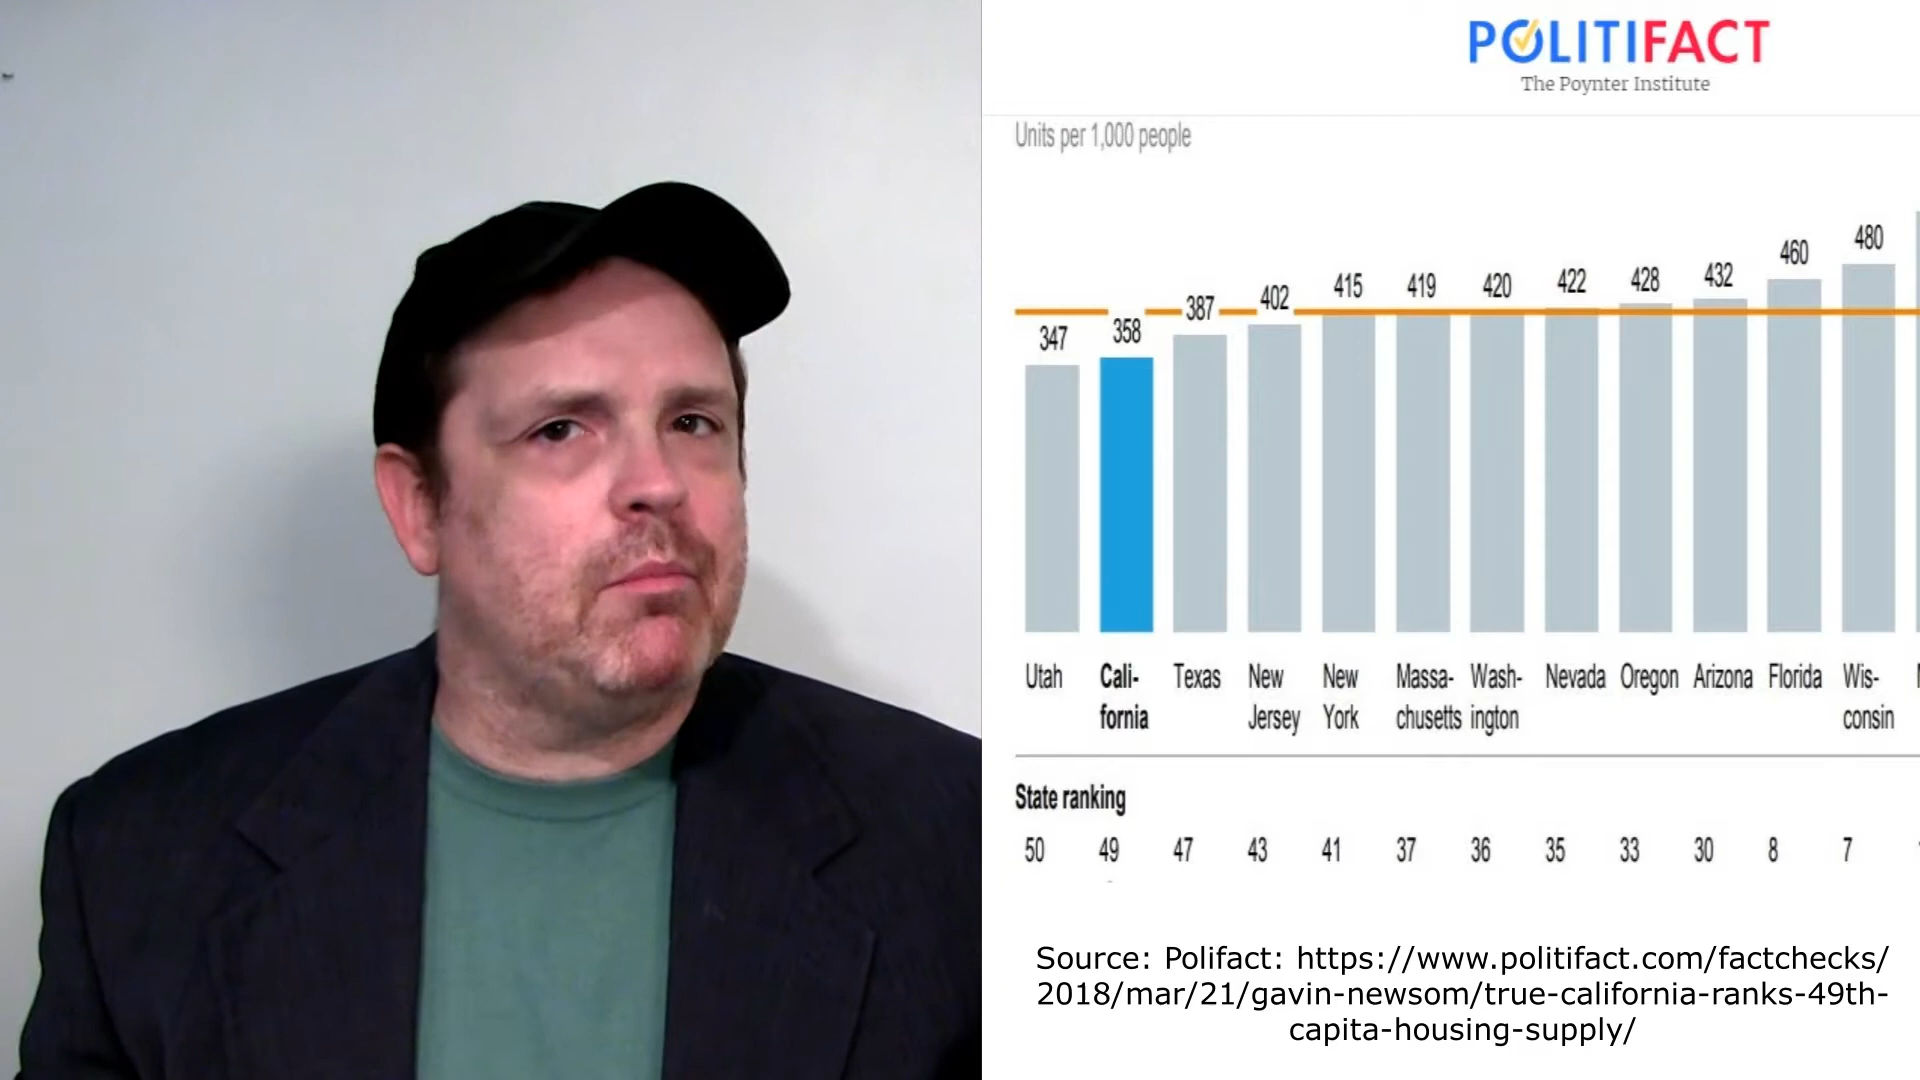 POLITIFACT
The Poynter Institute
Units per 1,000 people
347 358 387 402 415 419 420 422 428 432 460 480
Utah Cali- Texas New New Massa- Wash- Nevada Oregon Arizona Florida Wis-
fornia Jersey York chusetts ington consin
State ranking
50 49 47 43 41 37 36 35 33 30 8 7
Source: Polifact: https://www.politifact.com/factchecks/
2018/mar/21/gavin-newsom/true-california-ranks-49th-
capita-housing-supply/